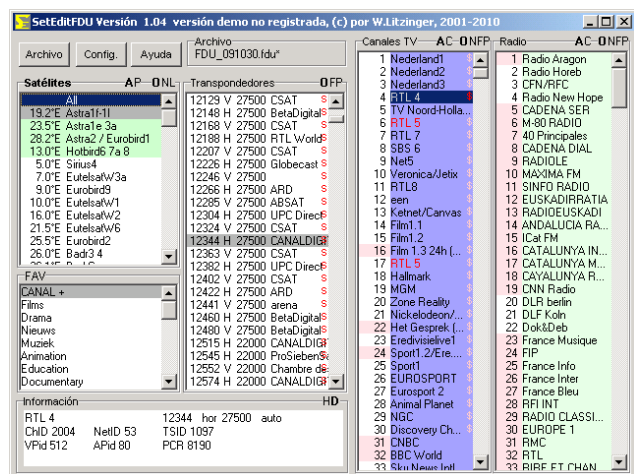 SetEditFDU Versión 1.04 versión demo no registrada, (c) por W.Litzinger, 2001-2010
Archivo Config. Ayuda
Archivo
FDU_091030.fdu*
Satélites AP ONL
All
19.2°E Astra1f-1l
23.5°E Astra1e 3a
28.2°E Astra2 / Eurobird1
13.0°E Hotbird6 7a 8
5.0°E Sirius4
7.0°E EutelsatW3a
9.0°E Eurobird9
10.0°E EutelsatW1
16.0°E EutelsatW2
21.5°E EutelsatW6
25.5°E Eurobird2
26.0°E Badr3 4
FAV
CANAL +
Films
Drama
Nieuws
Muziek
Animation
Education
Documentary
Transpondedores OFP
12129 V 27500 CSAT S
12148 H 27500 BetaDigitalS
12168 V 27500 CSAT S
12188 H 27500 RTL WorldS
12207 V 27500 CSAT S
12226 H 27500 Globecast S
12246 V 27500 S
12266 H 27500 ARD S
12285 V 27500 ABSAT S
12304 H 27500 UPC DirectS
12324 V 27500 CSAT S
12344 H 27500 CANALDIGI
12363 V 27500 CSAT S
12382 H 27500 UPC DirectS
12402 V 27500 CSAT S
12422 H 27500 ARD S
12441 V 27500 arena S
12460 H 27500 BetaDigitalS
12480 V 27500 BetaDigitalS
12515 H 22000 CANALDIGI
12545 H 22000 ProSiebenSa
12552 V 22000 Chambre de
12574 H 22000 CANALDIGI
Información HD
RTL 4 12344 hor 27500 auto
ChID 2004 NetID 53 TSID 1097
VPid 512 APid 80 PCR 8190
Canales TV AC ONFP
1 Nederland1 S
2 Nederland2 S
3 Nederland3 S
4 RTL 4 S
5 TV Noord-Holla...
6 RTL 5 S
7 RTL 7 S
8 SBS 6 S
9 Net5 S
10 Veronica/Jetix S
11 RTL8 S
12 een S
13 Ketnet/Canvas S
14 Film1.1 S
15 Film1.2 S
16 Film 1.3 24h (... S
17 RTL 5 S
18 Hallmark S
19 MGM S
20 Zone Reality S
21 Nickelodeon/... S
22 Het Gesprek (... S
23 Eredivisielive1 S
24 Sport1.2/Ere.... S
25 Sport1 S
26 EUROSPORT S
27 Eurosport 2 S
28 Animal Planet S
29 NGC S
30 Discovery Ch... S
31 CNBC
32 BBC World S
33 Sky News Intl
Radio AC ONFP
1 Radio Aragon
2 Radio Horeb
3 CFN/RFC
4 Radio New Hope
5 CADENA SER
6 M-80 RADIO
7 40 Principales
8 CADENA DIAL
9 RADIOLE
10 MAXIMA FM
11 SINFO RADIO
12 EUSKADIRRATIA
13 RADIOEUSKADI
14 ANDALUCIA RA...
15 ICat FM
16 CATALUNYA IN...
17 CATALUNYA M...
18 CAYALUNYA R...
19 CNN Radio
20 DLR berlin
21 DLF Koln
22 Dok&Deb
23 France Musique
24 FIP
25 France Info
26 France Inter
27 France Bleu
28 RFI INT
29 RADIO CLASSI...
30 EUROPE 1
31 RMC
32 RTL
33 RIRE ET CHAN